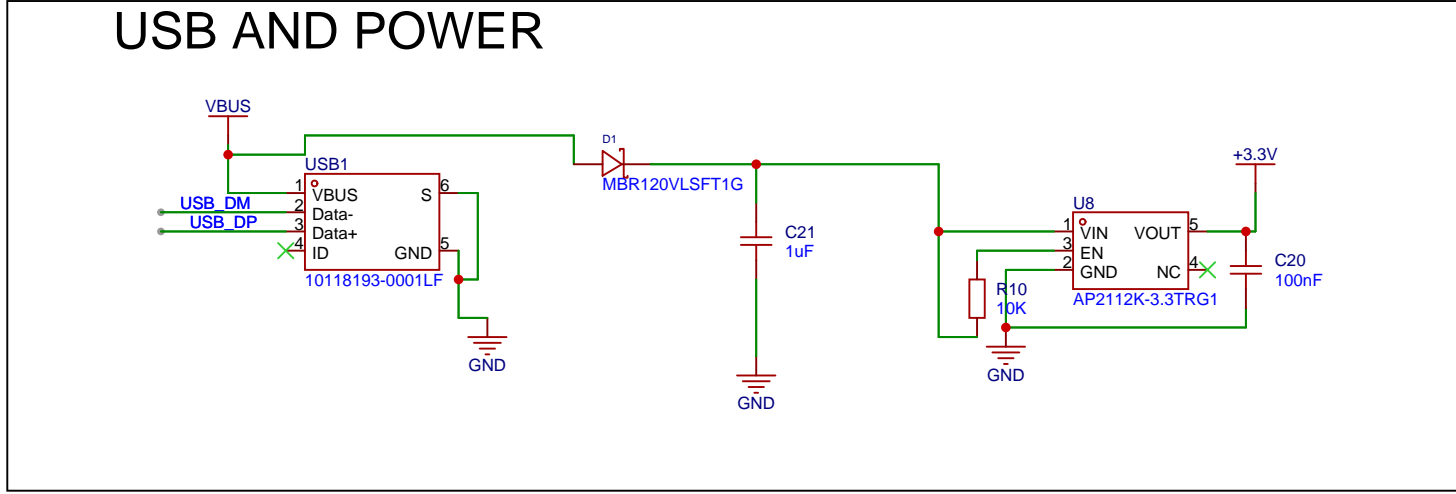 USB AND POWER
VBUS
USB1
1 VBUS
2 Data-
3 Data+
4 ID
S 6
GND 5
10118193-0001LF
USB_DM
USB_DP
GND
D1
MBR120VLSFT1G
C21
1uF
GND
U8
1 VIN
3 EN
2 GND
VOUT 5
NC 4
AP2112K-3.3TRG1
R10
10K
GND
+3.3V
C20
100nF